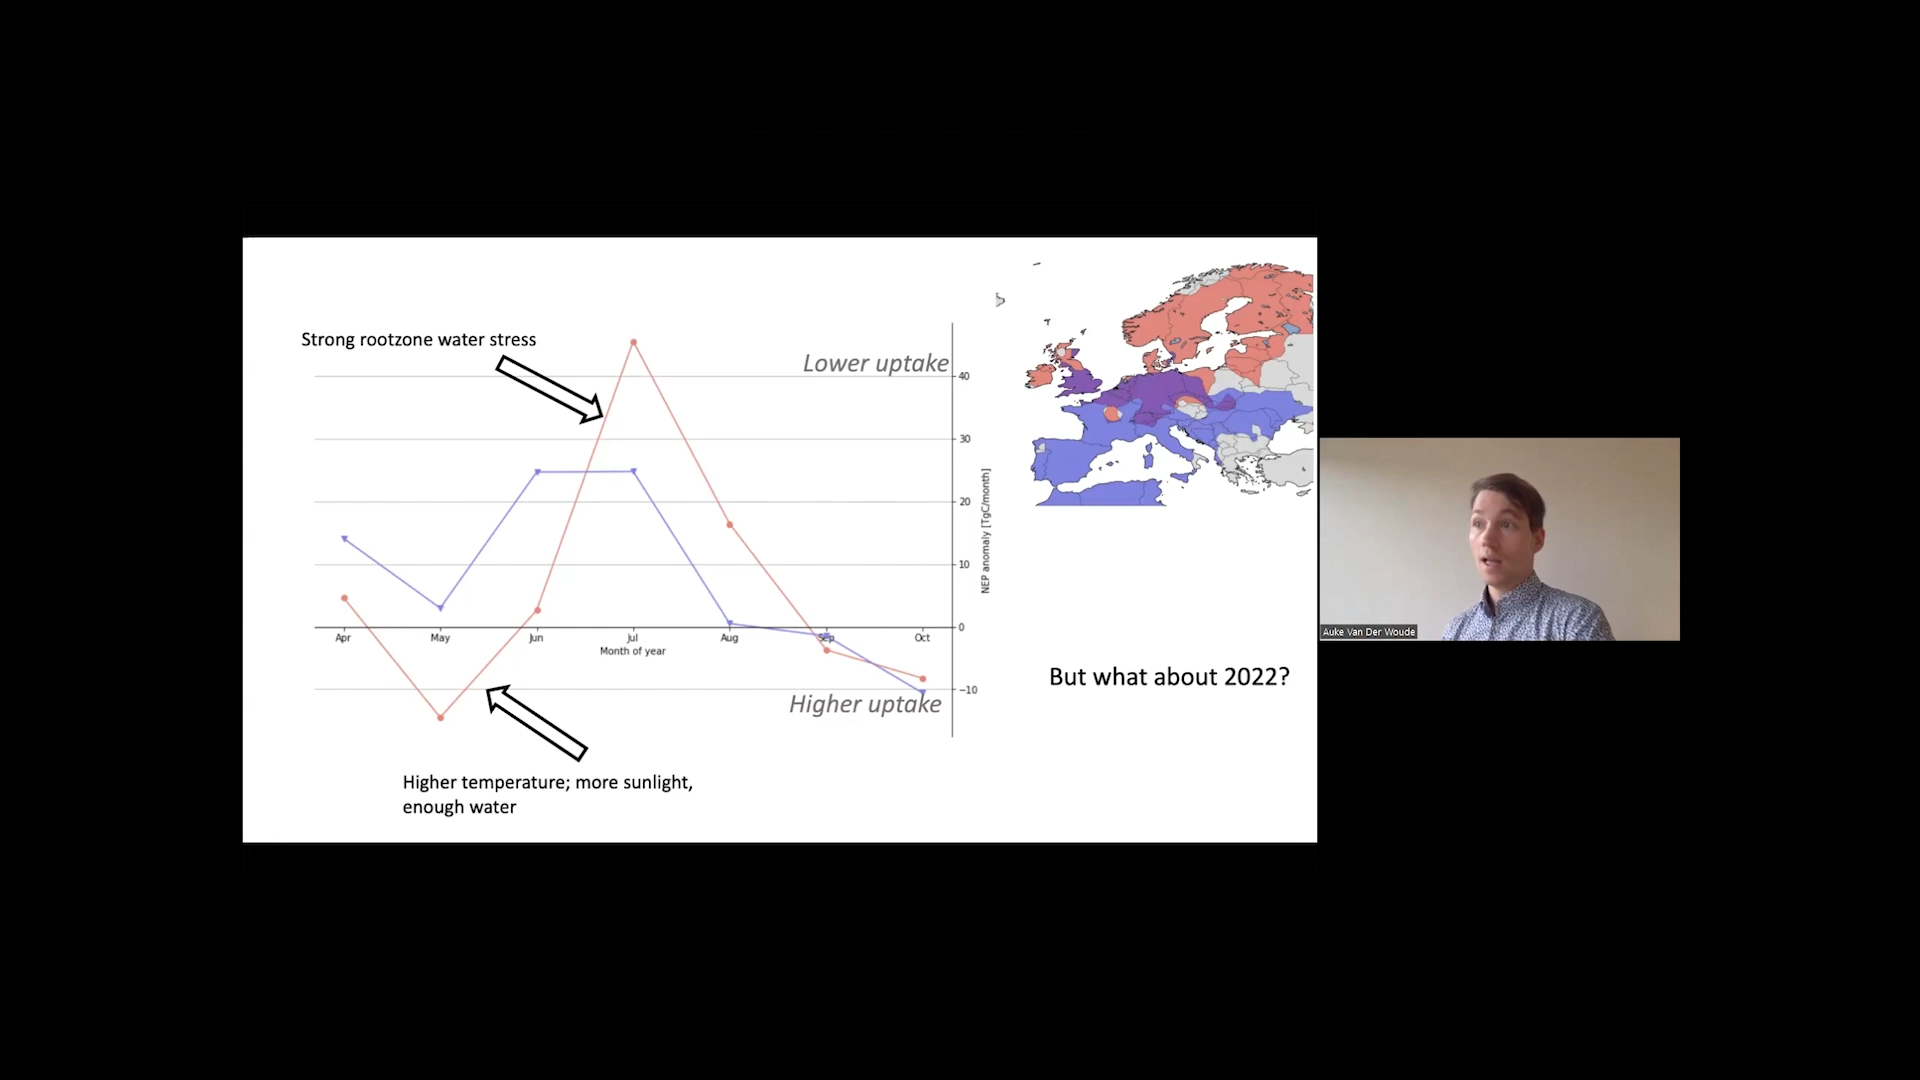 Strong rootzone water stress
Lower uptake
40
30
20
10
0
−10
NEP anomaly [TgC/month]
Apr
May
Jun
Jul
Aug
Sep
Oct
Month of year
Higher uptake
Higher temperature; more sunlight,
enough water
But what about 2022?
Auke Van Der Woude